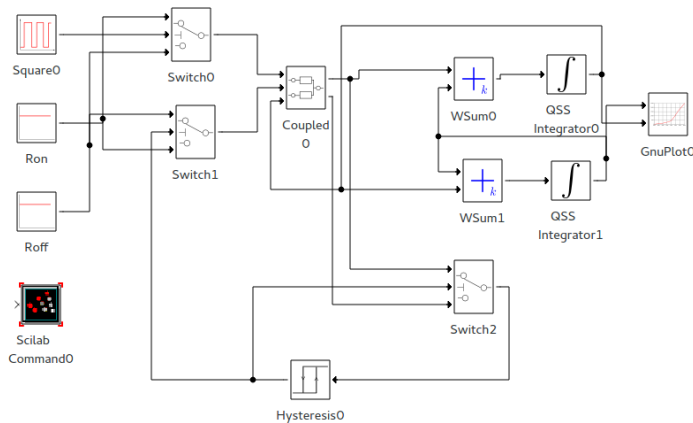 Square0
Switch0
Ron
Switch1
Roff
Scilab
Command0
Coupled
0
k
WSum0
QSS
Integrator0
GnuPlot0
k
WSum1
QSS
Integrator1
Switch2
Hysteresis0